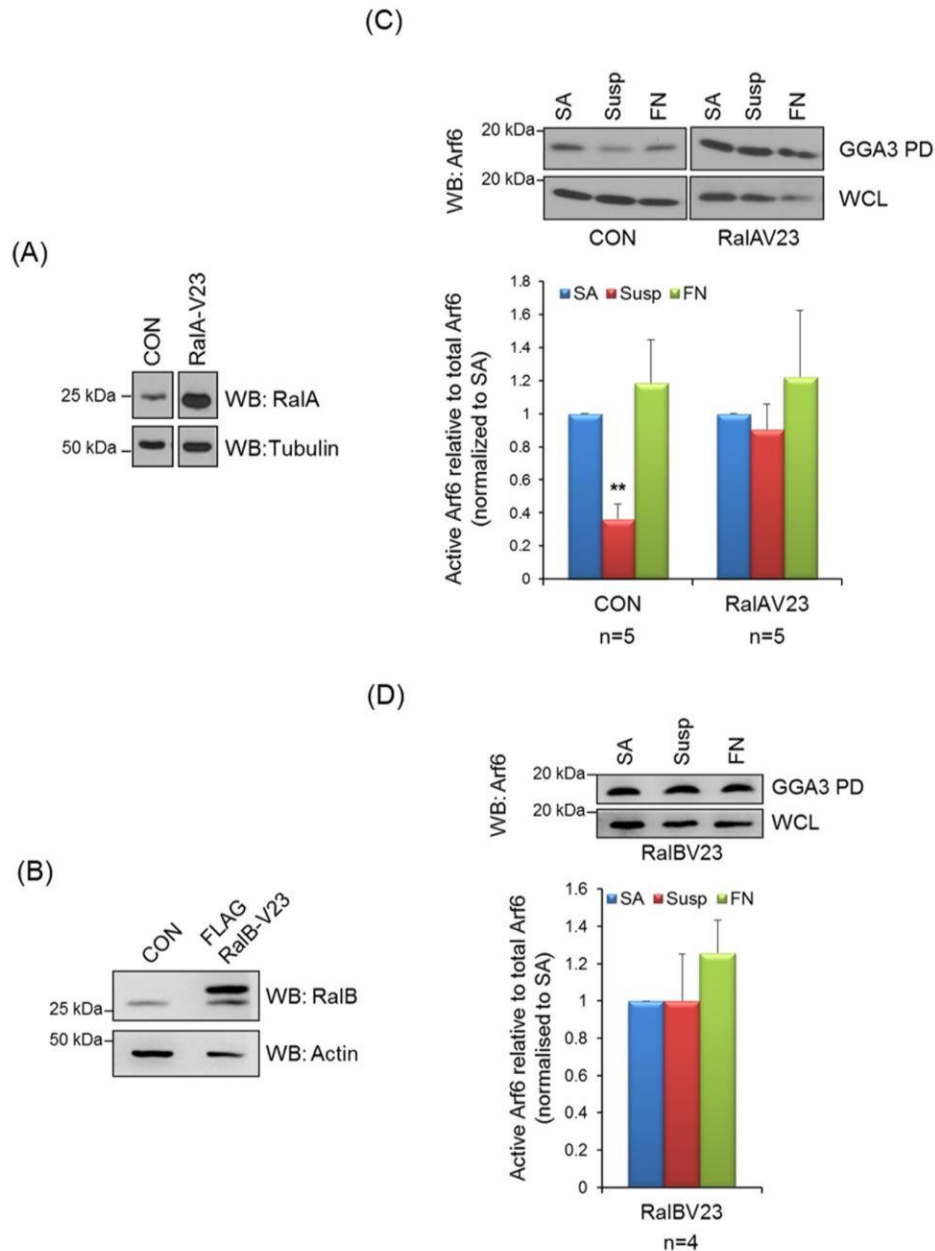 (A)
CON
RalA-V23
25 kDa
WB: RalA
50 kDa
WB:Tubulin
(B)
CON
FLAG
RalB-V23
WB: RalB
25 kDa
50 kDa
WB: Actin
(C)
SA Susp FN SA Susp FN
WB: Arf6
20 kDa
GGA3 PD
20 kDa
WCL
CON RalAV23
Active Arf6 relative to total Arf6
(normalized to SA)
1.8
SA Susp FN
1.6
1.4
1.2
1
0.8
0.6
0.4
0.2
0
**
CON RalAV23
n=5 n=5
(D)
SA Susp FN
WB: Arf6
20 kDa
GGA3 PD
20 kDa
WCL
RalBV23
Active Arf6 relative to total Arf6
(normalised to SA)
1.6
SA Susp FN
1.4
1.2
1
0.8
0.6
0.4
0.2
0
RalBV23
n=4